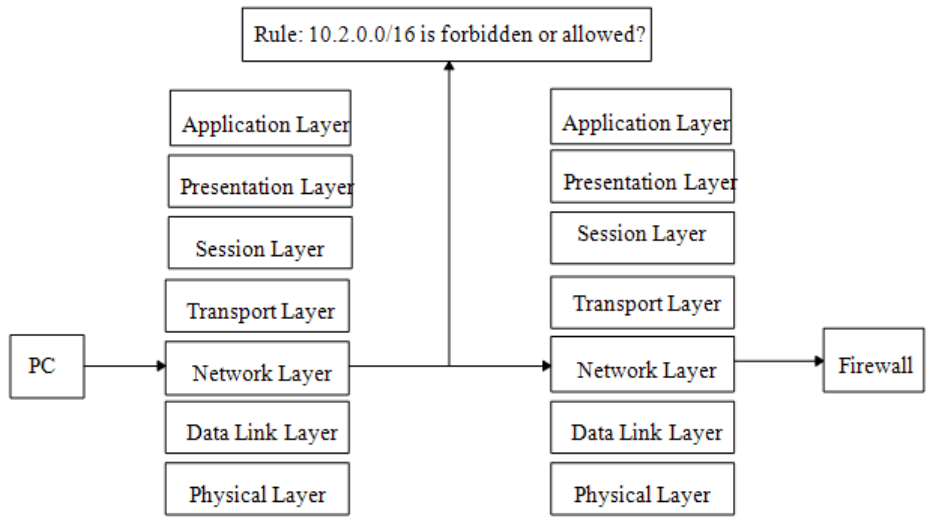 Rule: 10.2.0.0/16 is forbidden or allowed?
Application Layer
Presentation Layer
Session Layer
Transport Layer
Network Layer
Data Link Layer
Physical Layer
PC
Application Layer
Presentation Layer
Session Layer
Transport Layer
Network Layer
Data Link Layer
Physical Layer
Firewall